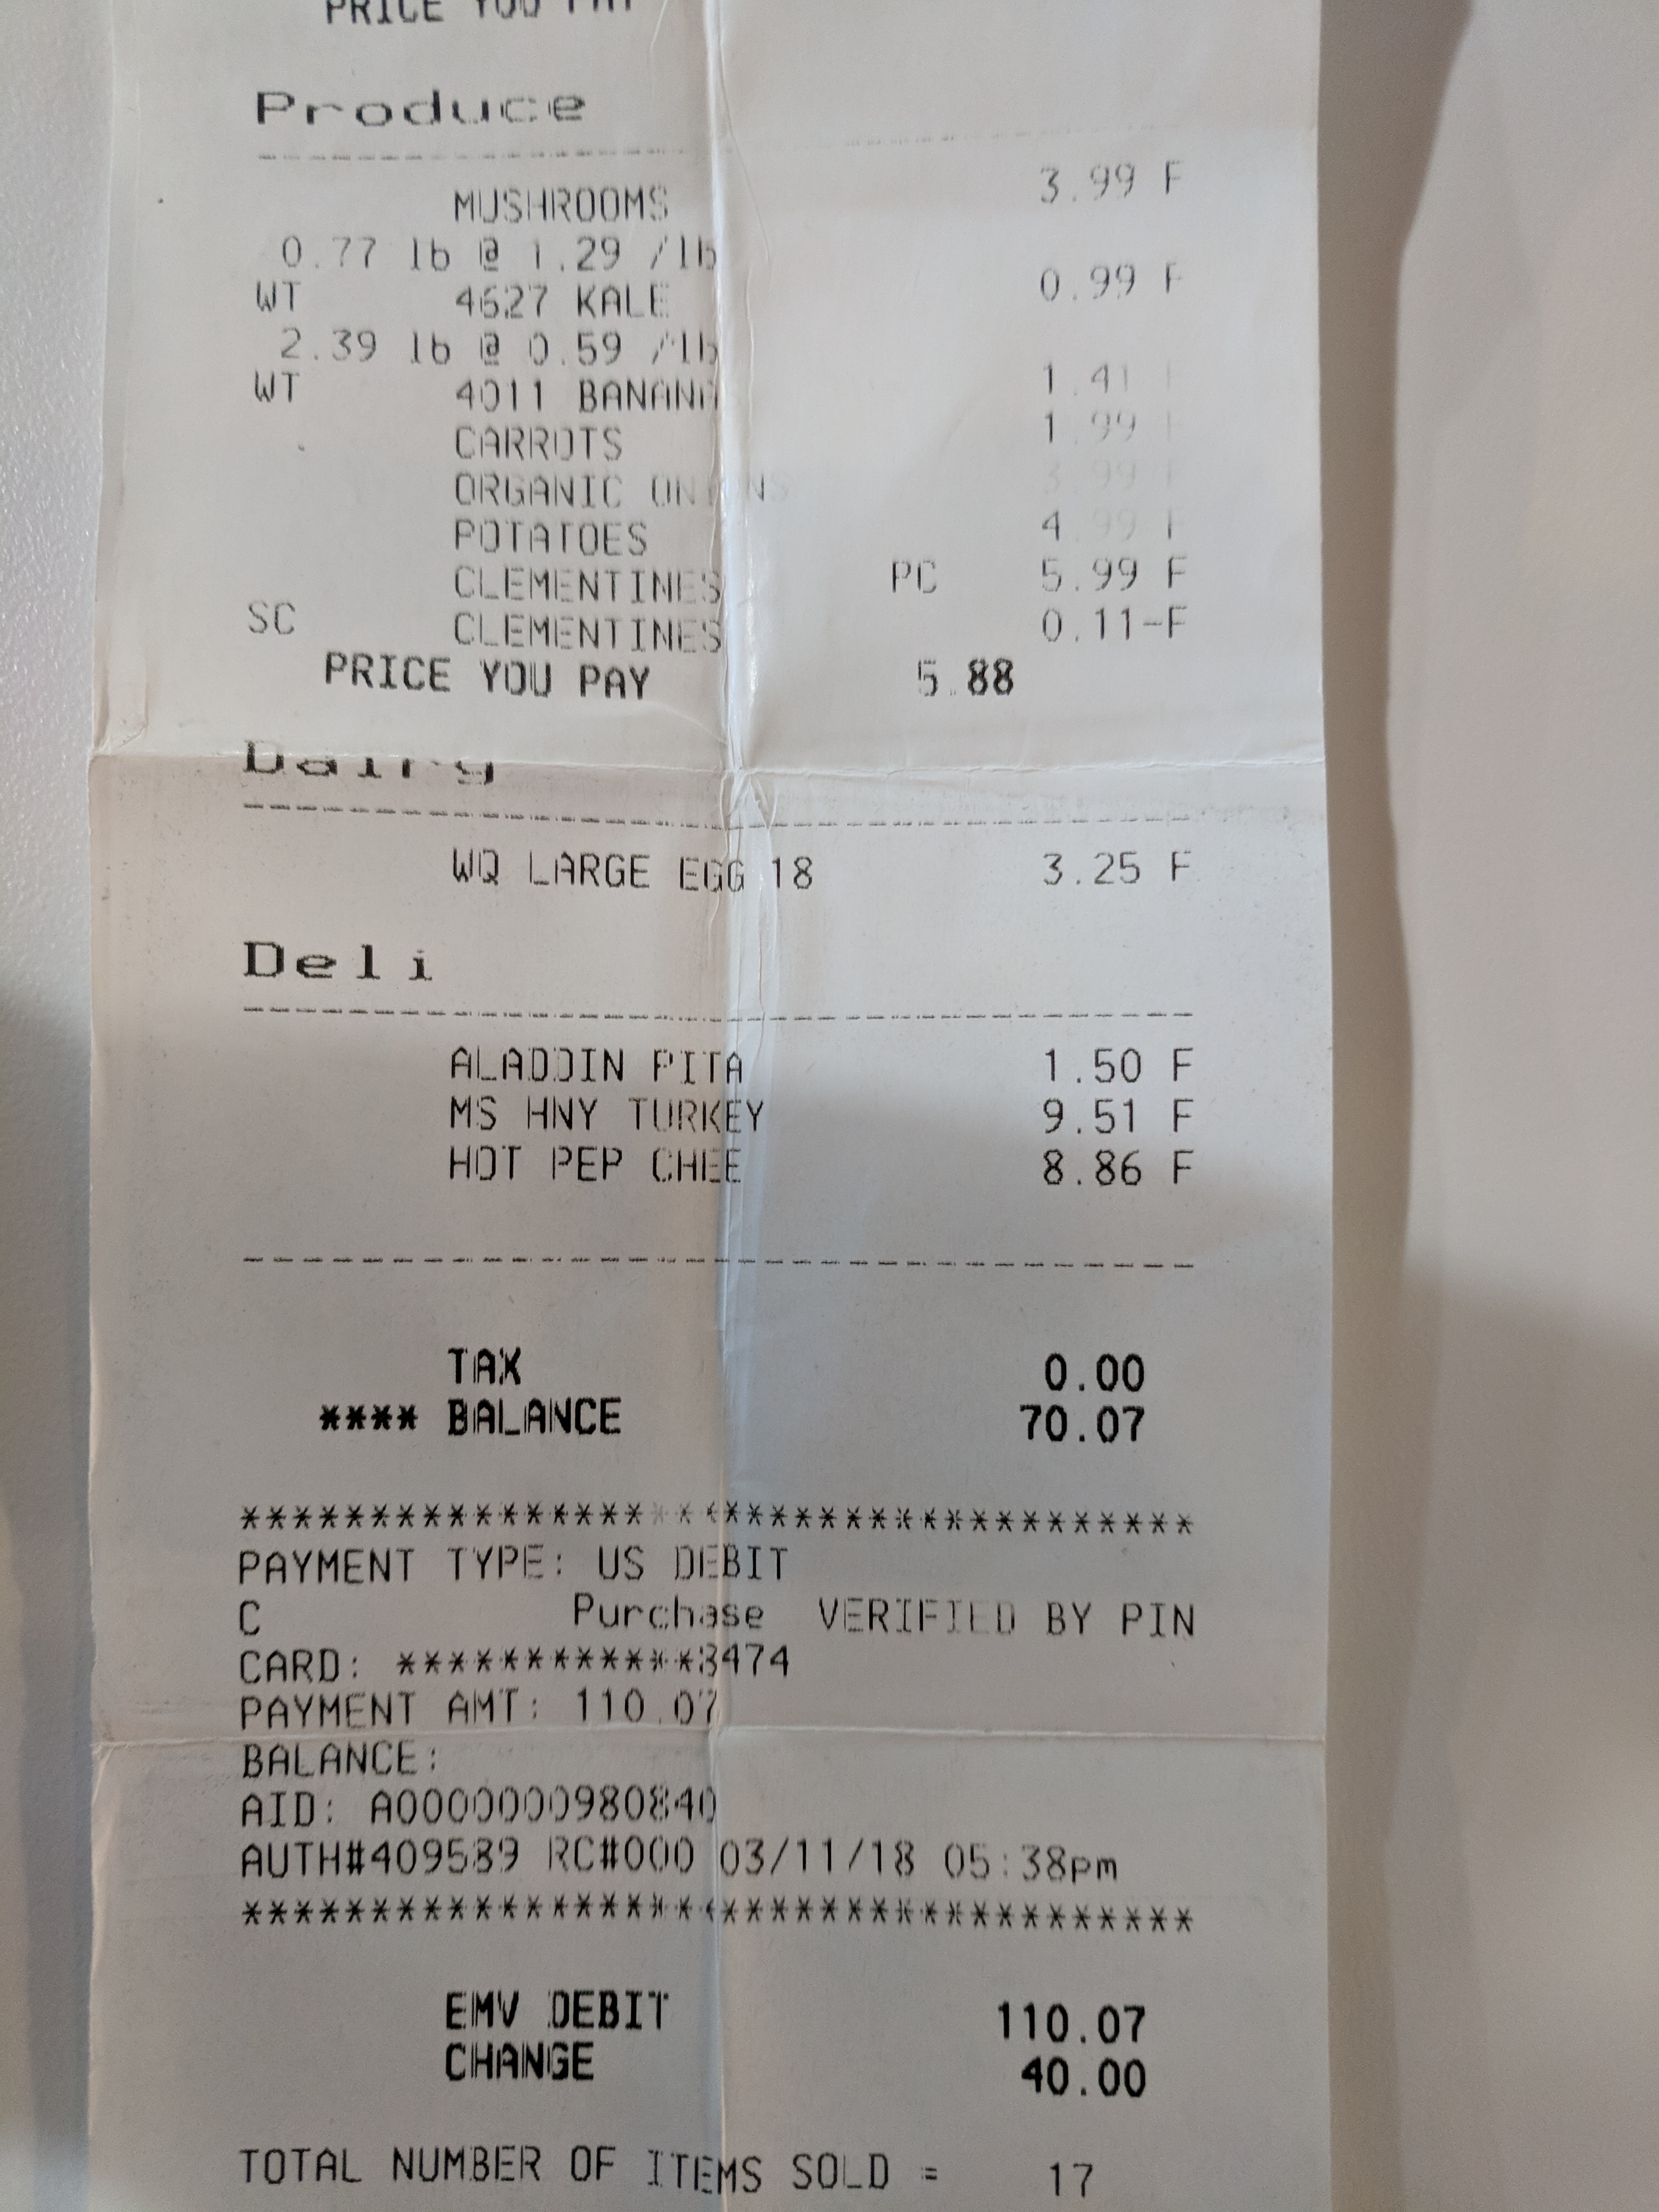 PRICE YOU PAY
Produce
MUSHROOMS 3.99 F
0.77 lb @ 1.29 /lb
WT 4627 KALE 0.99 F
2.39 lb @ 0.59 /lb
WT 4011 BANANA 1.41 F
CARROTS 1.99 F
ORGANIC ONIONS 3.99 F
POTATOES 4.99 F
CLEMENTINES PC 5.99 F
SC CLEMENTINES 0.11-F
PRICE YOU PAY 5.88
Dairy
WQ LARGE EGG 18 3.25 F
Deli
ALADDIN PITA 1.50 F
MS HNY TURKEY 9.51 F
HOT PEP CHEE 8.86 F
TAX 0.00
**** BALANCE 70.07
*************************************
PAYMENT TYPE: US DEBIT
C Purchase VERIFIED BY PIN
CARD: ************3474
PAYMENT AMT: 110.07
BALANCE:
AID: A0000000980840
AUTH#409589 RC#000 03/11/18 05:38pm
*************************************
EMV DEBIT 110.07
CHANGE 40.00
TOTAL NUMBER OF ITEMS SOLD = 17